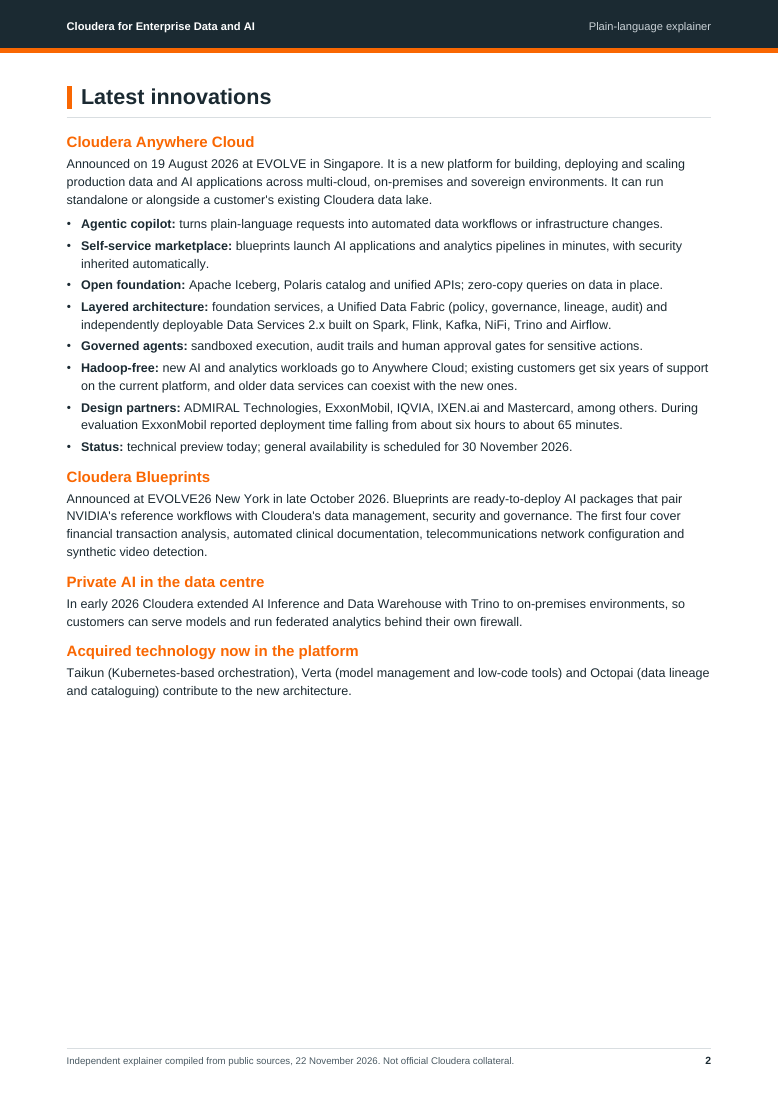 Cloudera for Enterprise Data and AI
Plain-language explainer
Latest innovations
Cloudera Anywhere Cloud
Announced on 19 August 2026 at EVOLVE in Singapore. It is a new platform for building, deploying and scaling
production data and AI applications across multi-cloud, on-premises and sovereign environments. It can run
standalone or alongside a customer's existing Cloudera data lake.
• Agentic copilot: turns plain-language requests into automated data workflows or infrastructure changes.
• Self-service marketplace: blueprints launch AI applications and analytics pipelines in minutes, with security
inherited automatically.
• Open foundation: Apache Iceberg, Polaris catalog and unified APIs; zero-copy queries on data in place.
• Layered architecture: foundation services, a Unified Data Fabric (policy, governance, lineage, audit) and
independently deployable Data Services 2.x built on Spark, Flink, Kafka, NiFi, Trino and Airflow.
• Governed agents: sandboxed execution, audit trails and human approval gates for sensitive actions.
• Hadoop-free: new AI and analytics workloads go to Anywhere Cloud; existing customers get six years of support
on the current platform, and older data services can coexist with the new ones.
• Design partners: ADMIRAL Technologies, ExxonMobil, IQVIA, IXEN.ai and Mastercard, among others. During
evaluation ExxonMobil reported deployment time falling from about six hours to about 65 minutes.
• Status: technical preview today; general availability is scheduled for 30 November 2026.
Cloudera Blueprints
Announced at EVOLVE26 New York in late October 2026. Blueprints are ready-to-deploy AI packages that pair
NVIDIA's reference workflows with Cloudera's data management, security and governance. The first four cover
financial transaction analysis, automated clinical documentation, telecommunications network configuration and
synthetic video detection.
Private AI in the data centre
In early 2026 Cloudera extended AI Inference and Data Warehouse with Trino to on-premises environments, so
customers can serve models and run federated analytics behind their own firewall.
Acquired technology now in the platform
Taikun (Kubernetes-based orchestration), Verta (model management and low-code tools) and Octopai (data lineage
and cataloguing) contribute to the new architecture.
Independent explainer compiled from public sources, 22 November 2026. Not official Cloudera collateral.
2